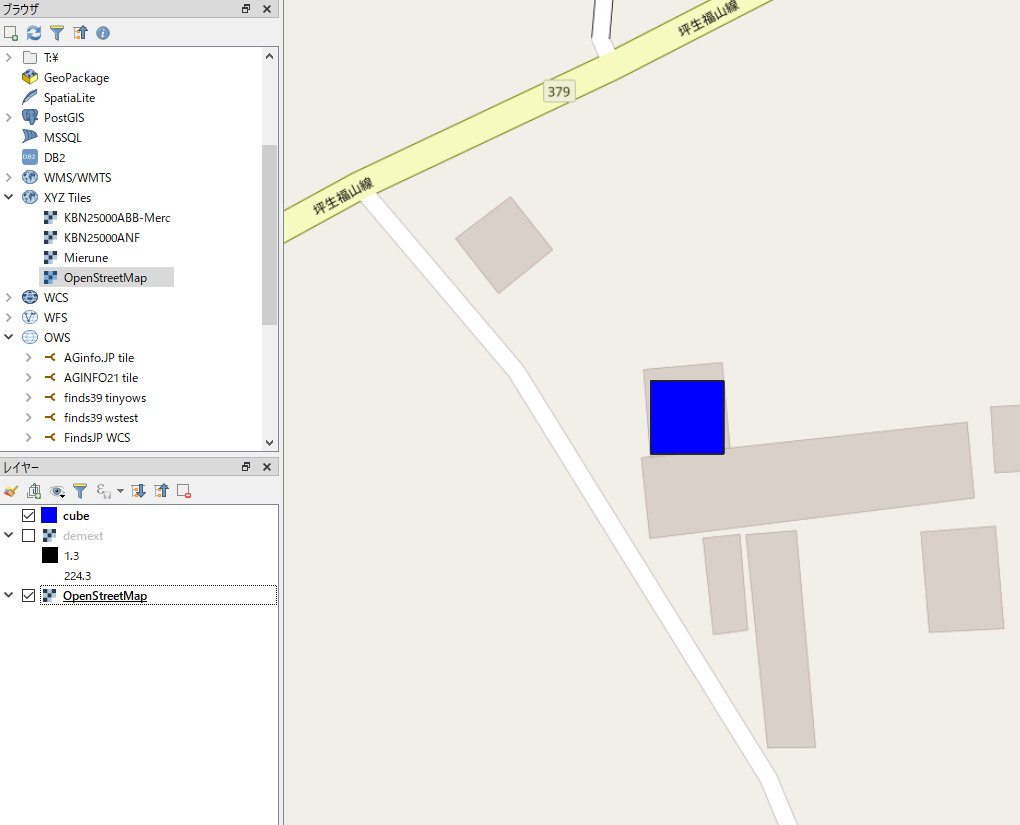 ブラウザ
T:¥
GeoPackage
SpatiaLite
PostGIS
MSSQL
DB2
DB2
WMS/WMTS
XYZ Tiles
KBN25000ABB-Merc
KBN25000ANF
Mierune
OpenStreetMap
WCS
WFS
OWS
AGinfo.JP tile
AGINFO21 tile
finds39 tinyows
finds39 wstest
FindsJP WCS
レイヤー
cube
demext
1.3
224.3
OpenStreetMap
坪生福山線
379
坪生福山線